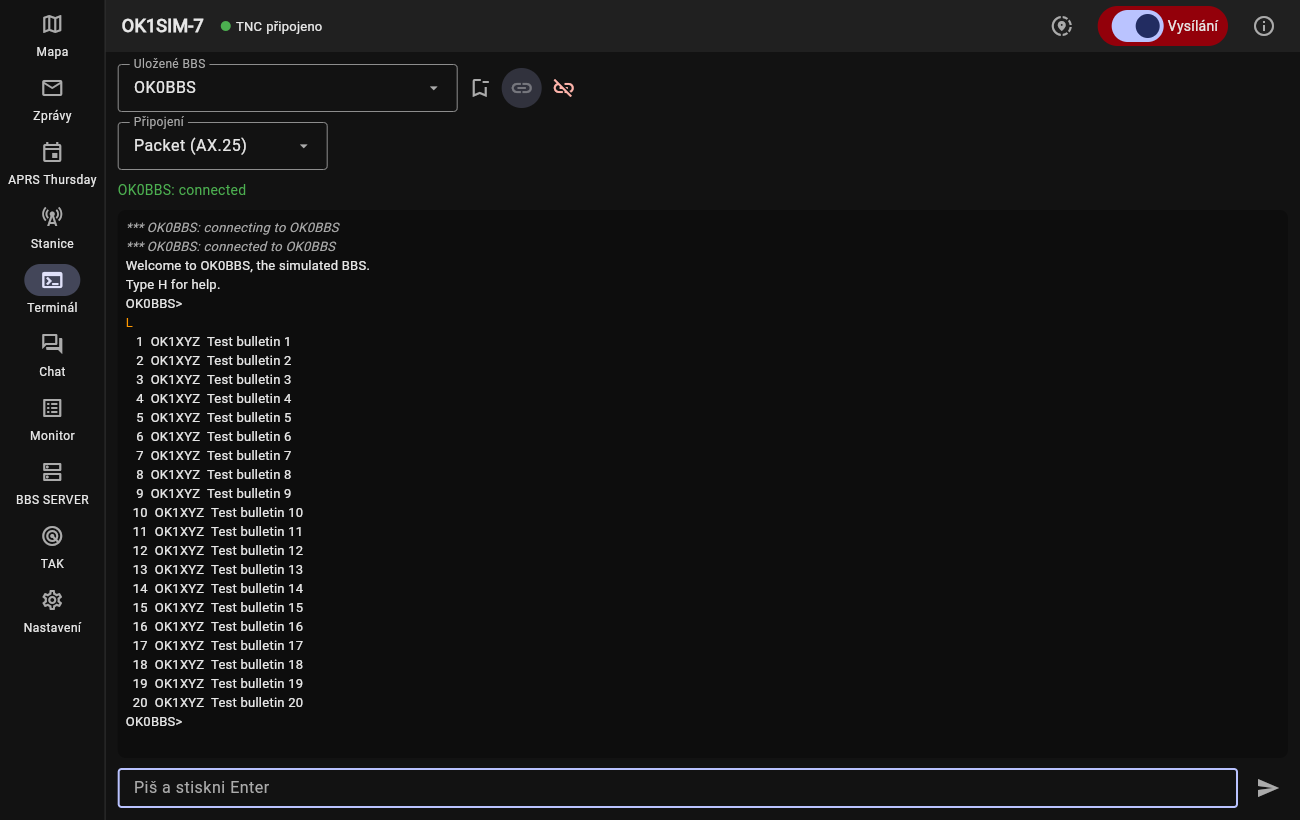 Mapa
Zprávy
APRS Thursday
Stanice
Terminál
Chat
Monitor
BBS SERVER
TAK
Nastavení
OK1SIM-7
TNC připojeno
Vysílání
Uložené BBS
OK0BBS
Připojení
Packet (AX.25)
OK0BBS: connected
*** OK0BBS: connecting to OK0BBS
*** OK0BBS: connected to OK0BBS
Welcome to OK0BBS, the simulated BBS.
Type H for help.
OK0BBS>
L
1 OK1XYZ Test bulletin 1
2 OK1XYZ Test bulletin 2
3 OK1XYZ Test bulletin 3
4 OK1XYZ Test bulletin 4
5 OK1XYZ Test bulletin 5
6 OK1XYZ Test bulletin 6
7 OK1XYZ Test bulletin 7
8 OK1XYZ Test bulletin 8
9 OK1XYZ Test bulletin 9
10 OK1XYZ Test bulletin 10
11 OK1XYZ Test bulletin 11
12 OK1XYZ Test bulletin 12
13 OK1XYZ Test bulletin 13
14 OK1XYZ Test bulletin 14
15 OK1XYZ Test bulletin 15
16 OK1XYZ Test bulletin 16
17 OK1XYZ Test bulletin 17
18 OK1XYZ Test bulletin 18
19 OK1XYZ Test bulletin 19
20 OK1XYZ Test bulletin 20
OK0BBS>
Piš a stiskni Enter